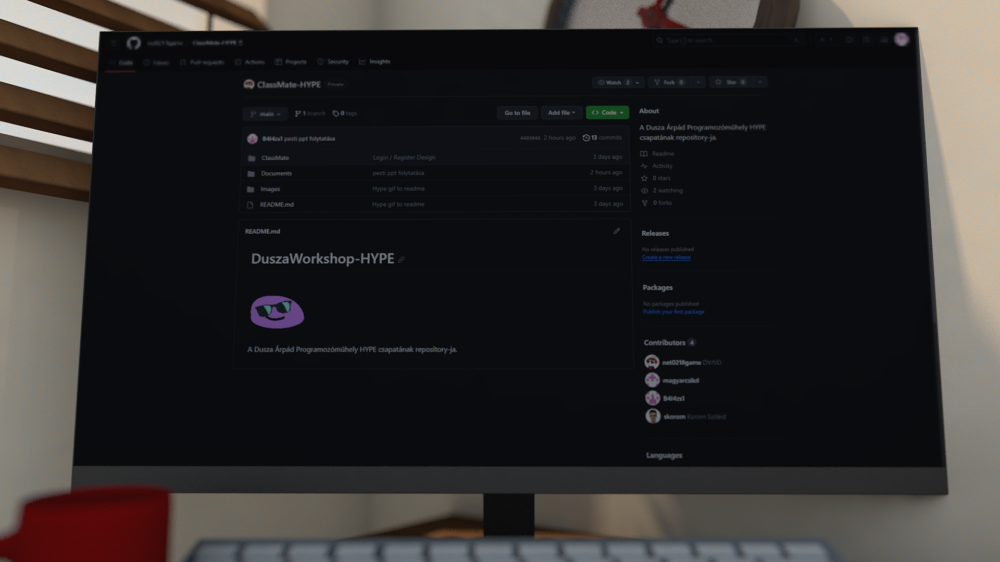 net0218game / ClassMate-HYPE
Type / to search
Code Issues Pull requests Actions Projects Security Insights
ClassMate-HYPE Private
Watch 2 Fork 0 Star 0
main 1 branch 0 tags
Go to file Add file Code
About
A Dusza Árpád Programozóműhely HYPE
csapatának repository-ja.
B4l4zs1 pesti ppt folytatása 4403046 2 hours ago 13 commits
ClassMate Login / Register Design 3 days ago
Documents pesti ppt folytatása 2 hours ago
Images Hype gif to readme 3 days ago
README.md Hype gif to readme 3 days ago
Readme
Activity
0 stars
2 watching
0 forks
README.md
DuszaWorkshop-HYPE
A Dusza Árpád Programozóműhely HYPE csapatának repository-ja.
Releases
No releases published
Create a new release
Packages
No packages published
Publish your first package
Contributors 4
net0218game
magyarcsikd
B4l4zs1
skorom Korom Szilárd
Languages